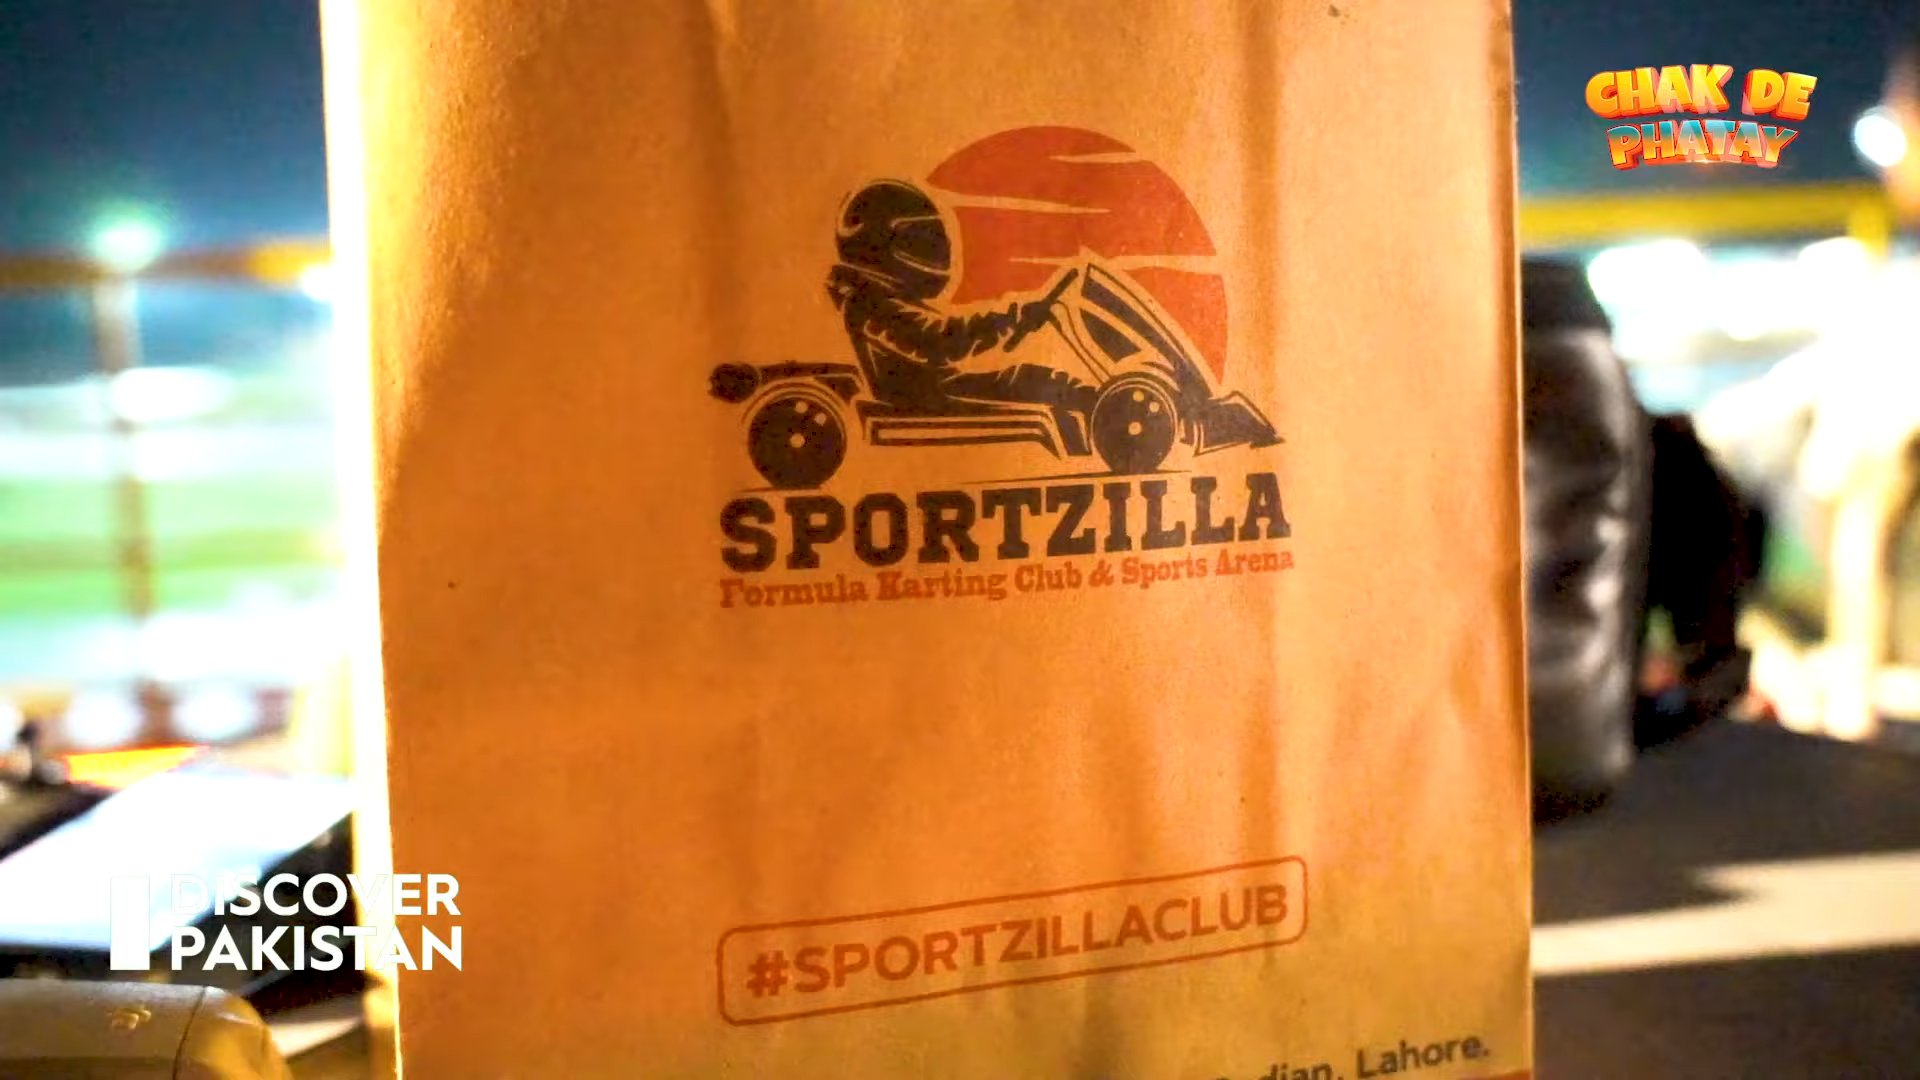 CHAK DE
PHATAY
SPORTZILLA
Formula Karting Club & Sports Arena
#SPORTZILLACLUB
Lahore.
DISCOVER
PAKISTAN